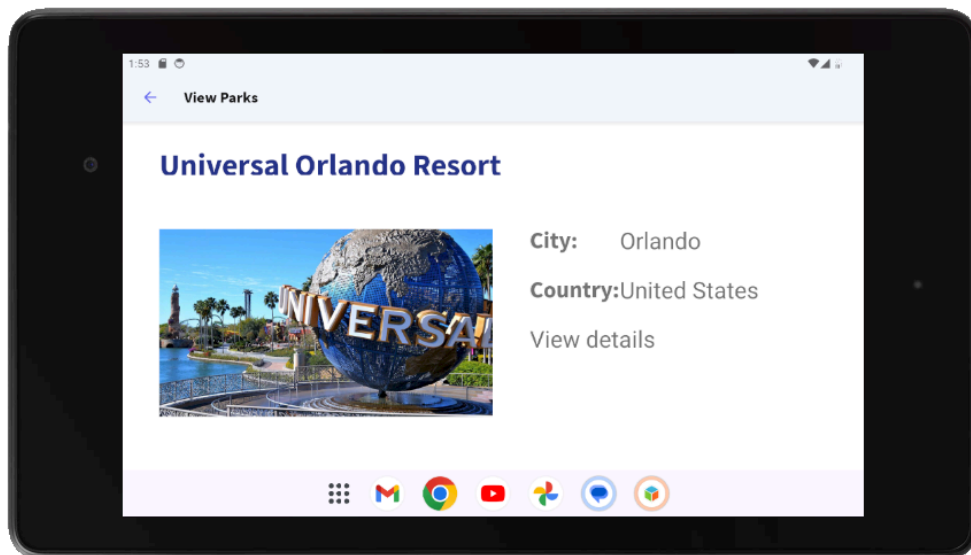 1:53
View Parks
Universal Orlando Resort
UNIVERSAL
City: Orlando
Country: United States
View details